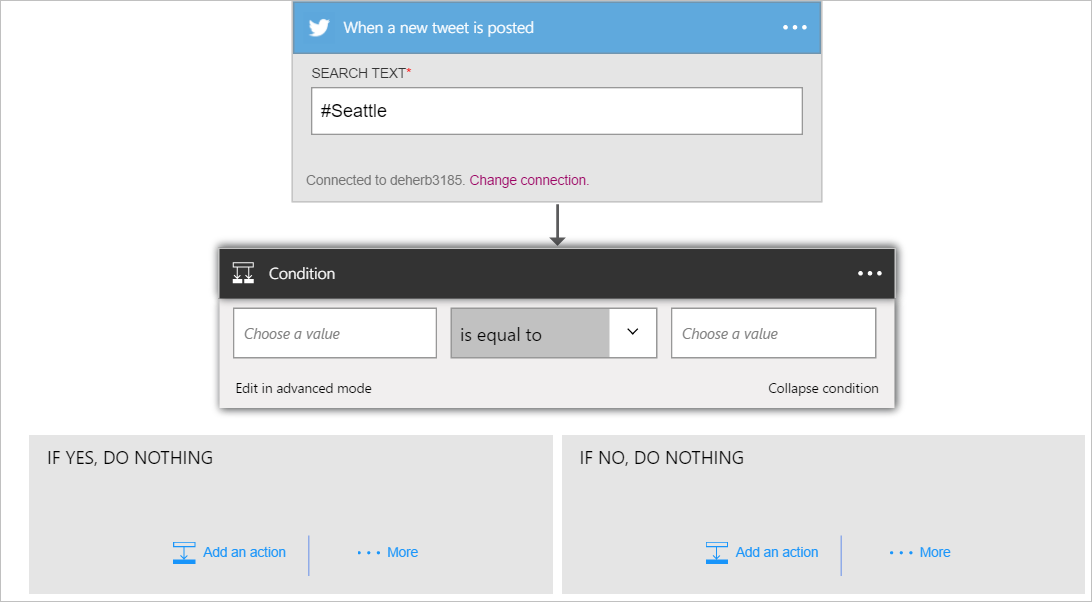 When a new tweet is posted
SEARCH TEXT*
#Seattle
Connected to deherb3185. Change connection.
Condition
Choose a value
is equal to
Choose a value
Edit in advanced mode
Collapse condition
IF YES, DO NOTHING
Add an action
More
IF NO, DO NOTHING
Add an action
More